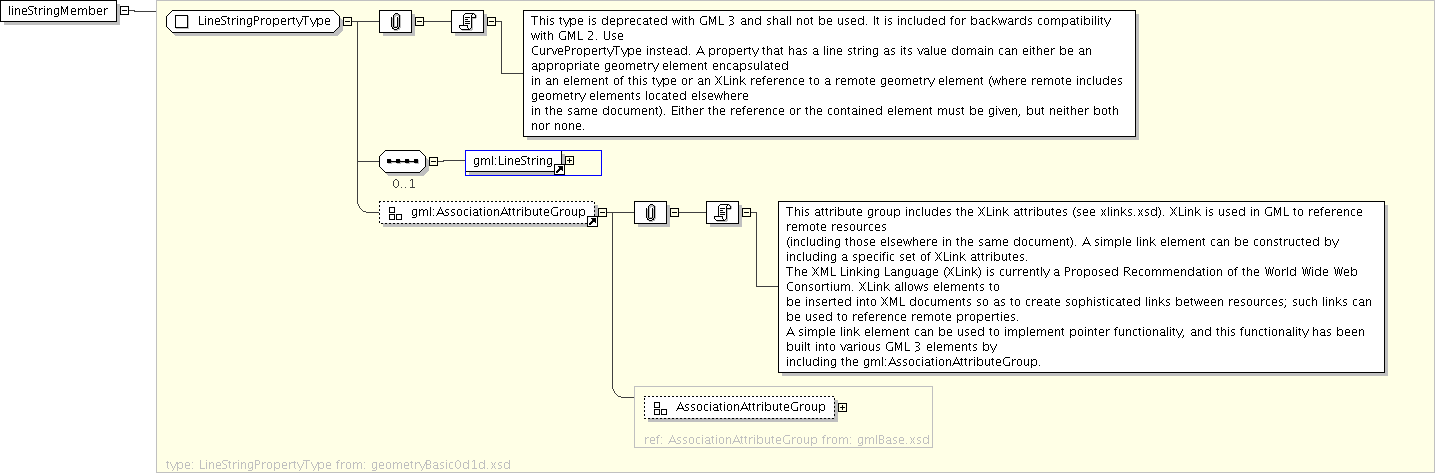 lineStringMember
LineStringPropertyType
This type is deprecated with GML 3 and shall not be used. It is included for backwards compatibility
with GML 2. Use
CurvePropertyType instead. A property that has a line string as its value domain can either be an
appropriate geometry element encapsulated
in an element of this type or an XLink reference to a remote geometry element (where remote includes
geometry elements located elsewhere
in the same document). Either the reference or the contained element must be given, but neither both
nor none.
gml:LineString
0..1
gml:AssociationAttributeGroup
This attribute group includes the XLink attributes (see xlinks.xsd). XLink is used in GML to reference
remote resources
(including those elsewhere in the same document). A simple link element can be constructed by
including a specific set of XLink attributes.
The XML Linking Language (XLink) is currently a Proposed Recommendation of the World Wide Web
Consortium. XLink allows elements to
be inserted into XML documents so as to create sophisticated links between resources; such links can
be used to reference remote properties.
A simple link element can be used to implement pointer functionality, and this functionality has been
built into various GML 3 elements by
including the gml:AssociationAttributeGroup.
AssociationAttributeGroup
ref: AssociationAttributeGroup from: gmlBase.xsd
type: LineStringPropertyType from: geometryBasic0d1d.xsd